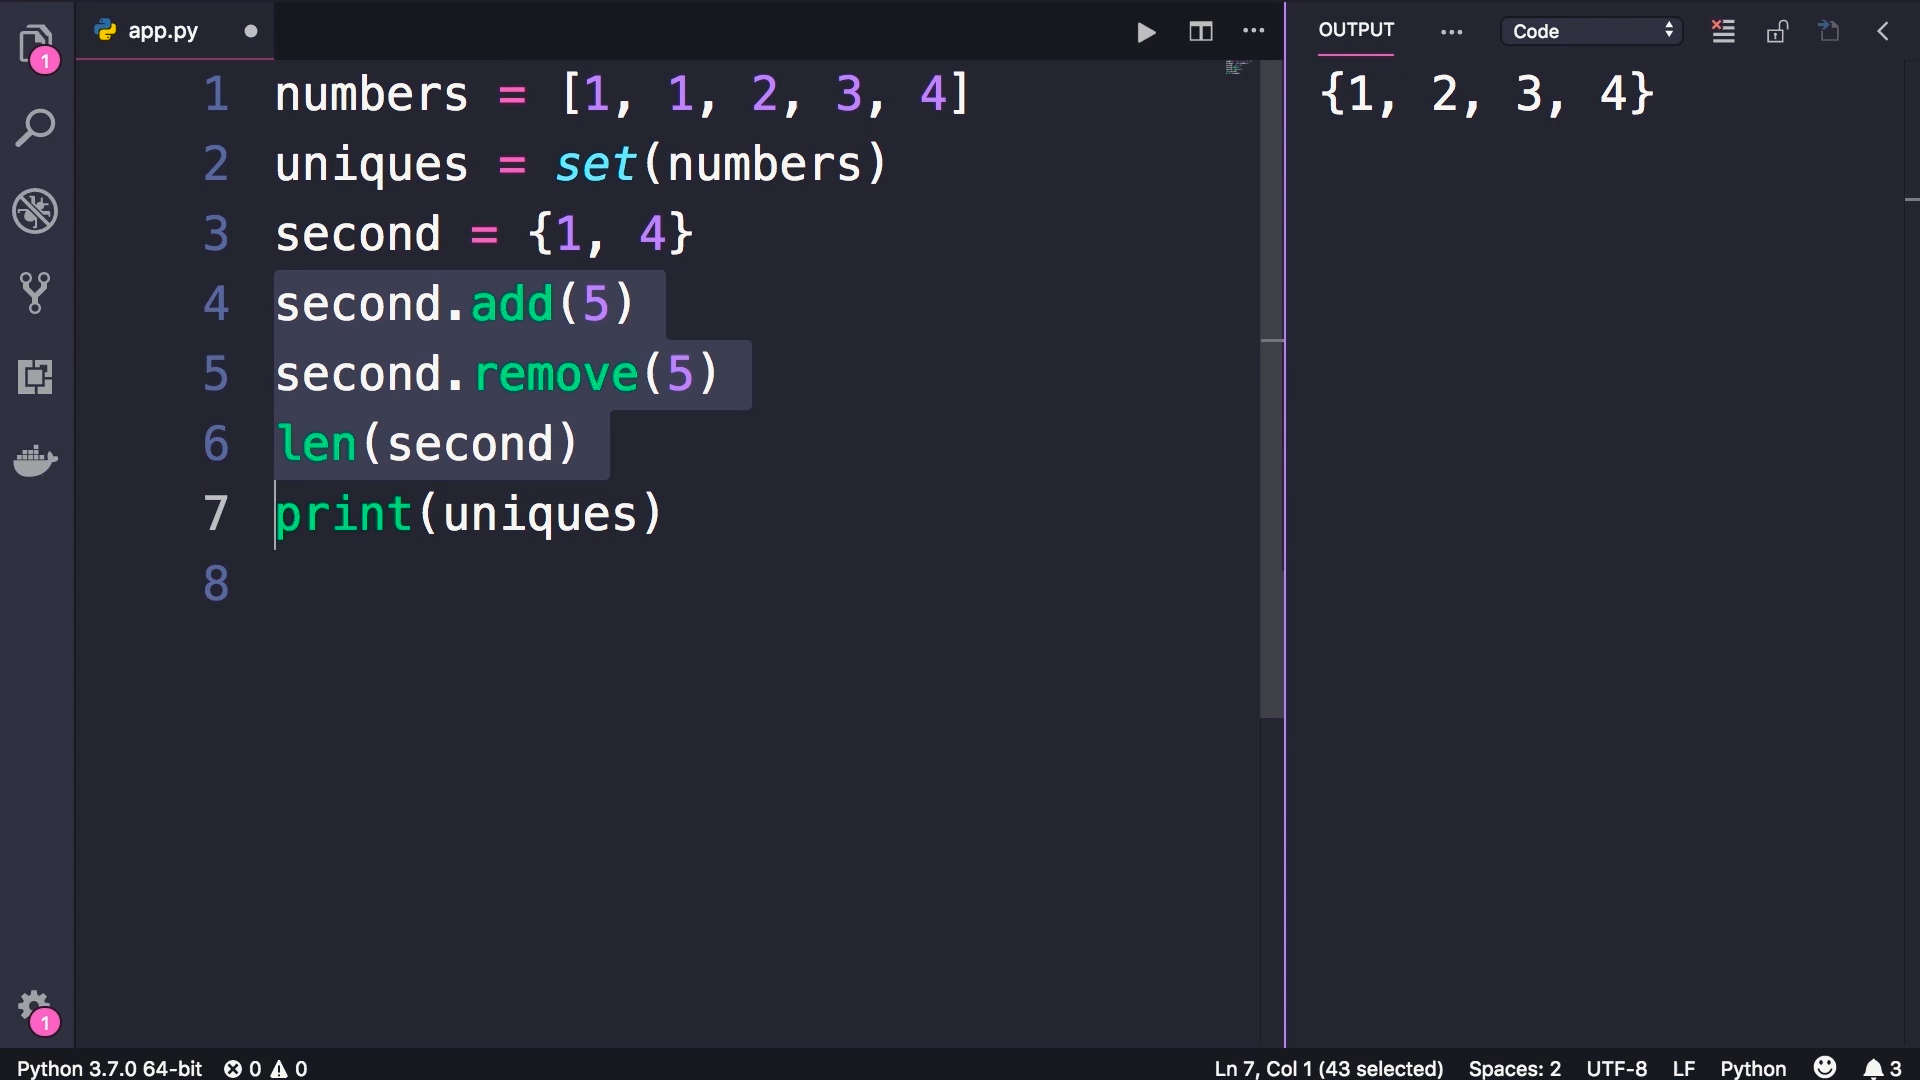 app.py
OUTPUT
Code
1
1 numbers = [1, 1, 2, 3, 4]
2 uniques = set(numbers)
3 second = {1, 4}
4 second.add(5)
5 second.remove(5)
6 len(second)
7 print(uniques)
8
{1, 2, 3, 4}
1
Python 3.7.0 64-bit 0 0
Ln 7, Col 1 (43 selected) Spaces: 2 UTF-8 LF Python 3